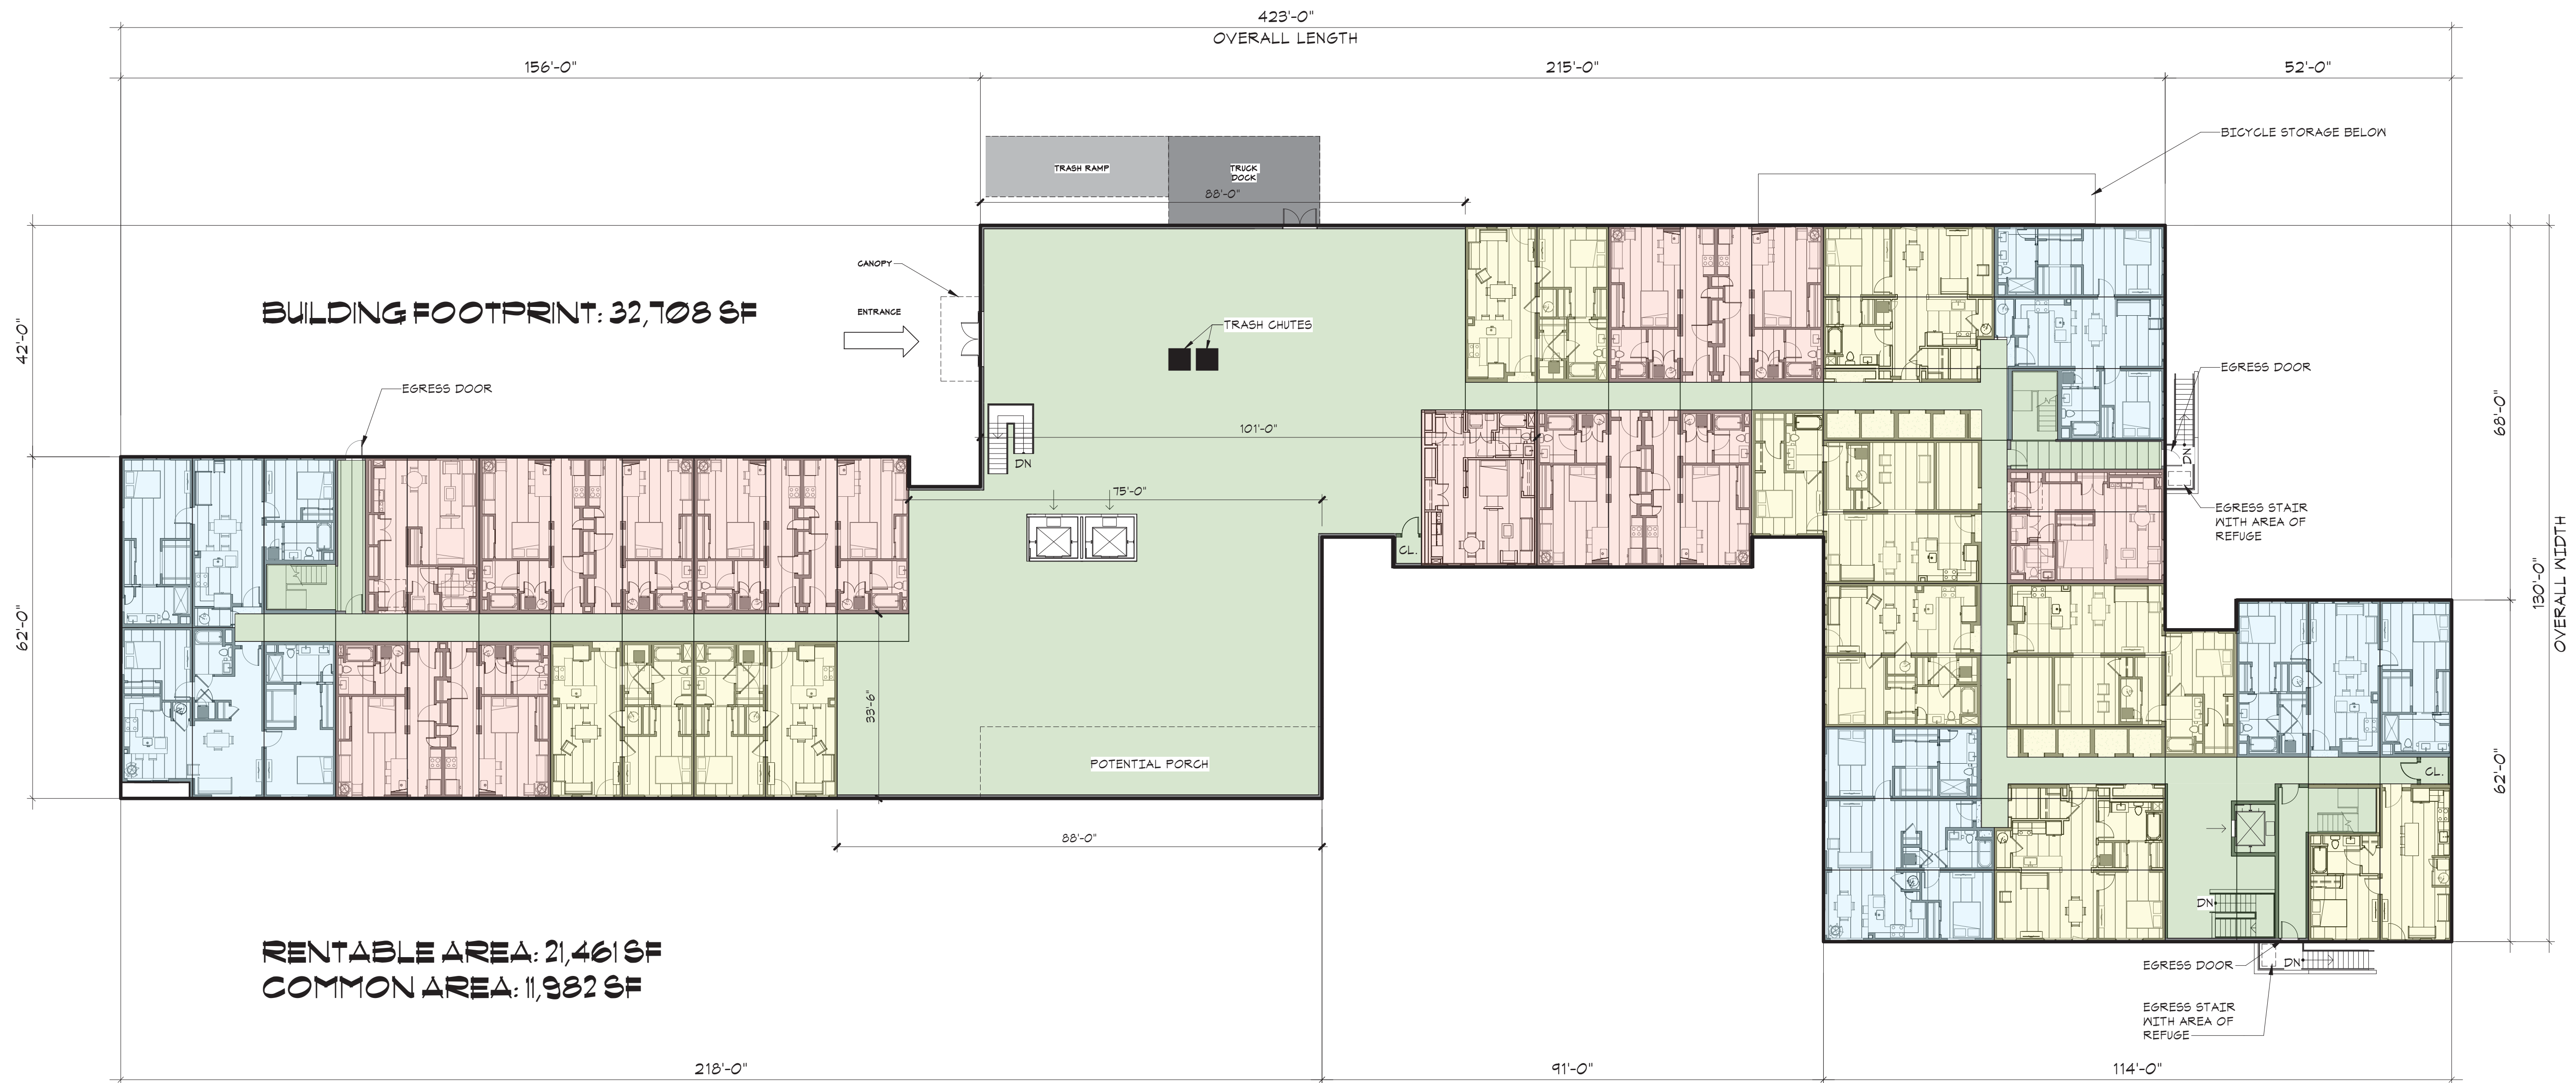 423'-0"
OVERALL LENGTH
156'-0"
215'-0"
52'-0"
BICYCLE STORAGE BELOW
TRASH RAMP
TRUCK
DOCK
88'-0"
CANOPY
ENTRANCE
BUILDING FOOTPRINT: 32,708 SF
TRASH CHUTES
42'-0"
EGRESS DOOR
EGRESS DOOR
68'-0"
101'-0"
DN
DN
75'-0"
EGRESS STAIR
WITH AREA OF
REFUGE
CL.
130'-0"
OVERALL WIDTH
62'-0"
33'-6"
POTENTIAL PORCH
CL.
62'-0"
88'-0"
DN
RENTABLE AREA: 21,461 SF
COMMON AREA: 11,982 SF
EGRESS DOOR
DN
EGRESS STAIR
WITH AREA OF
REFUGE
218'-0"
91'-0"
114'-0"